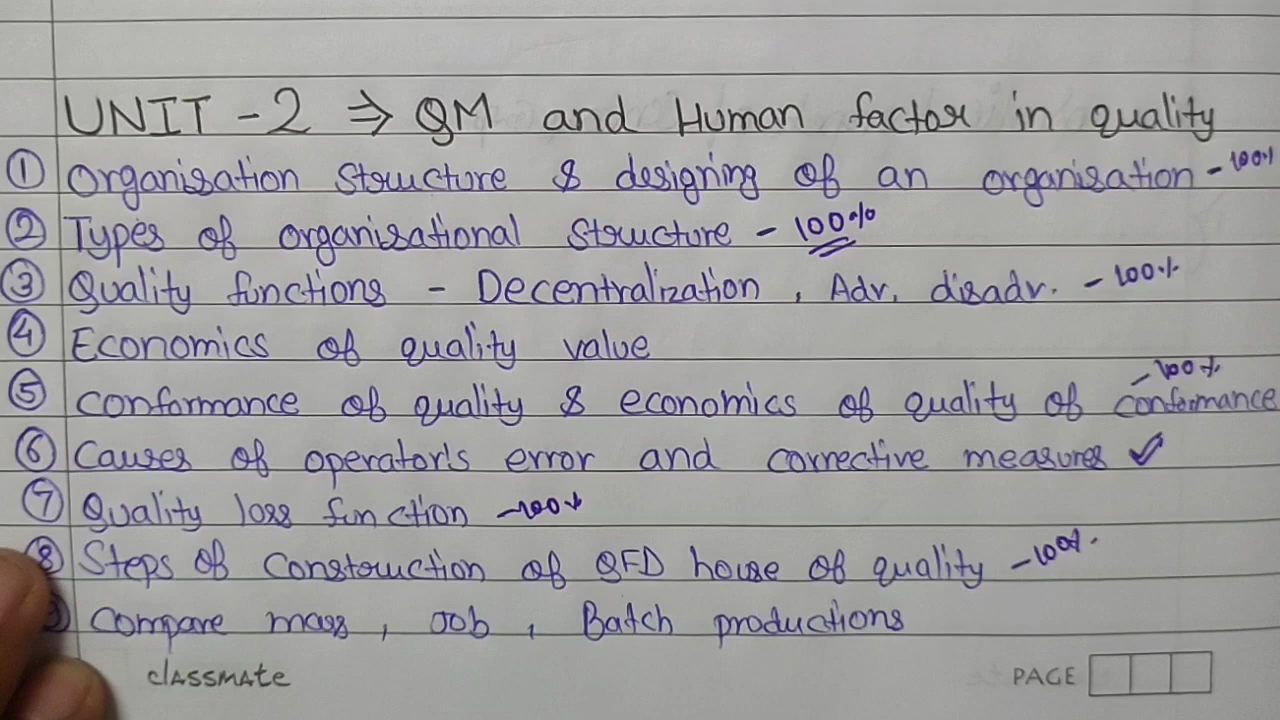 UNIT - 2 ⇒ QM and Human factor in quality
① Organisation Structure & designing of an organisation - 100%
② Types of organisational Structure - 100%
③ Quality functions - Decentralization, Adv. disadv. - 100%
④ Economics of quality value
- 100%
⑤ conformance of quality & economics of quality of conformance
⑥ Causes of operator's error and corrective measures ✓
⑦ Quality loss function - 100%
⑧ Steps of Construction of QFD house of quality - 100%.
⑨ Compare mass, Job, Batch productions
classmate PAGE